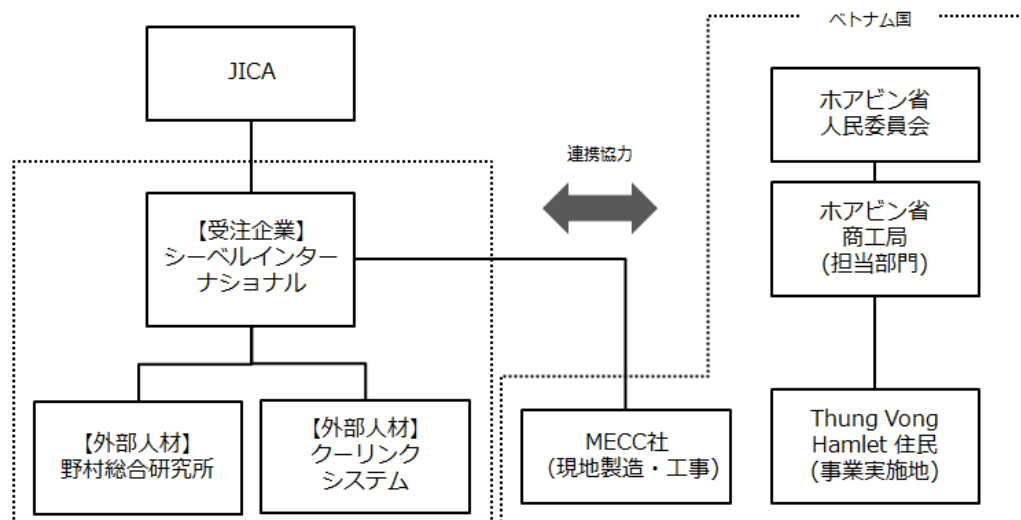 ベトナム国
JICA
ホアビン省
人民委員会
連携協力
【受注企業】
シーベルインター
ナショナル
ホアビン省
商工局
(担当部門)
【外部人材】
野村総合研究所
【外部人材】
クーリンク
システム
MECC社
(現地製造・工事)
Thung Vong
Hamlet 住民
(事業実施地)